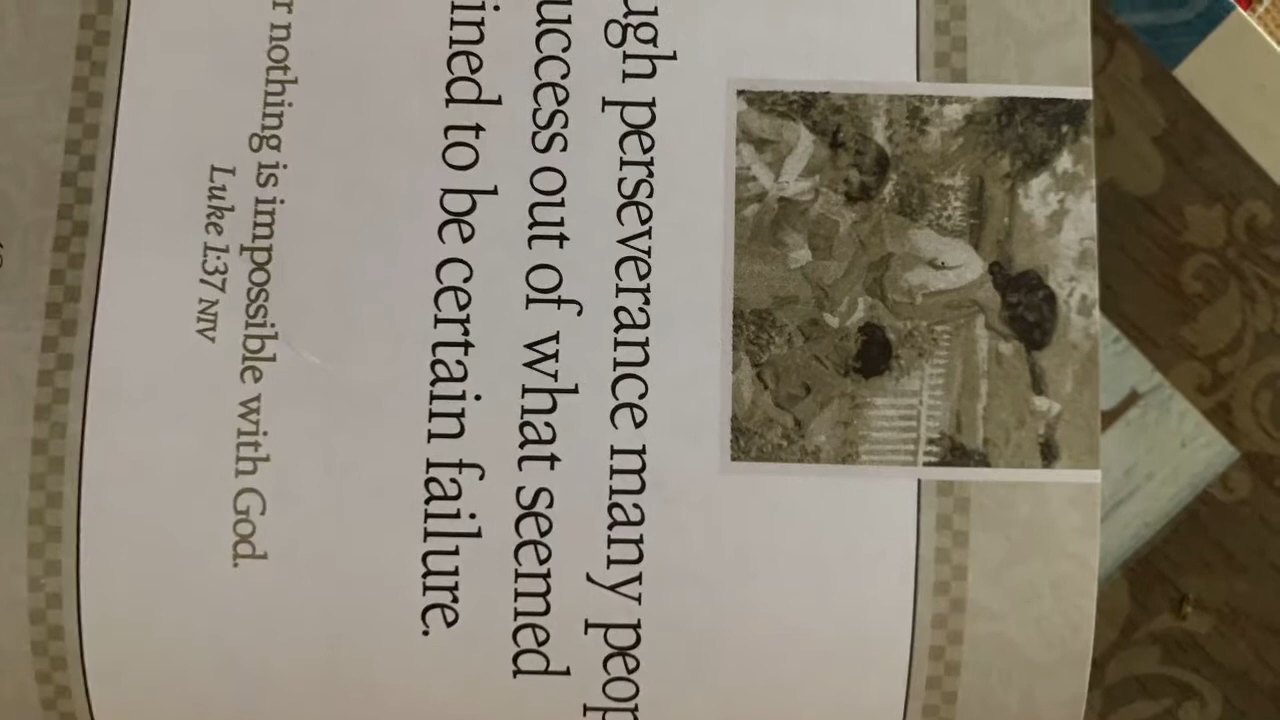 ugh perseverance many peop
uccess out of what seemed
ined to be certain failure.
r nothing is impossible with God.
Luke 1:37 NIV